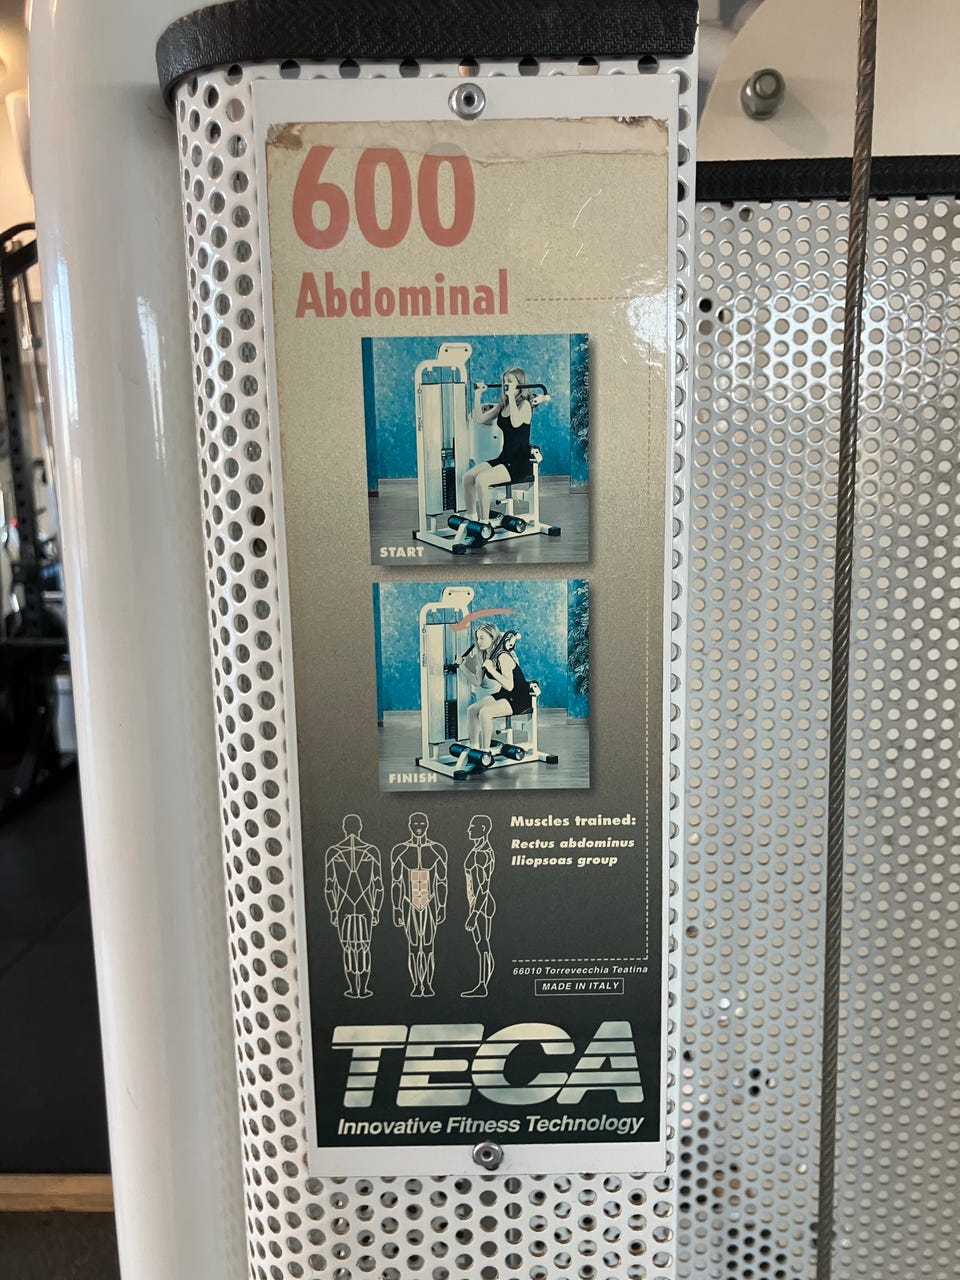 600
Abdominal
START
FINISH
Muscles trained:
Rectus abdominus
Iliopsoas group
66010 Torrevecchia Teatina
MADE IN ITALY
TECA
Innovative Fitness Technology